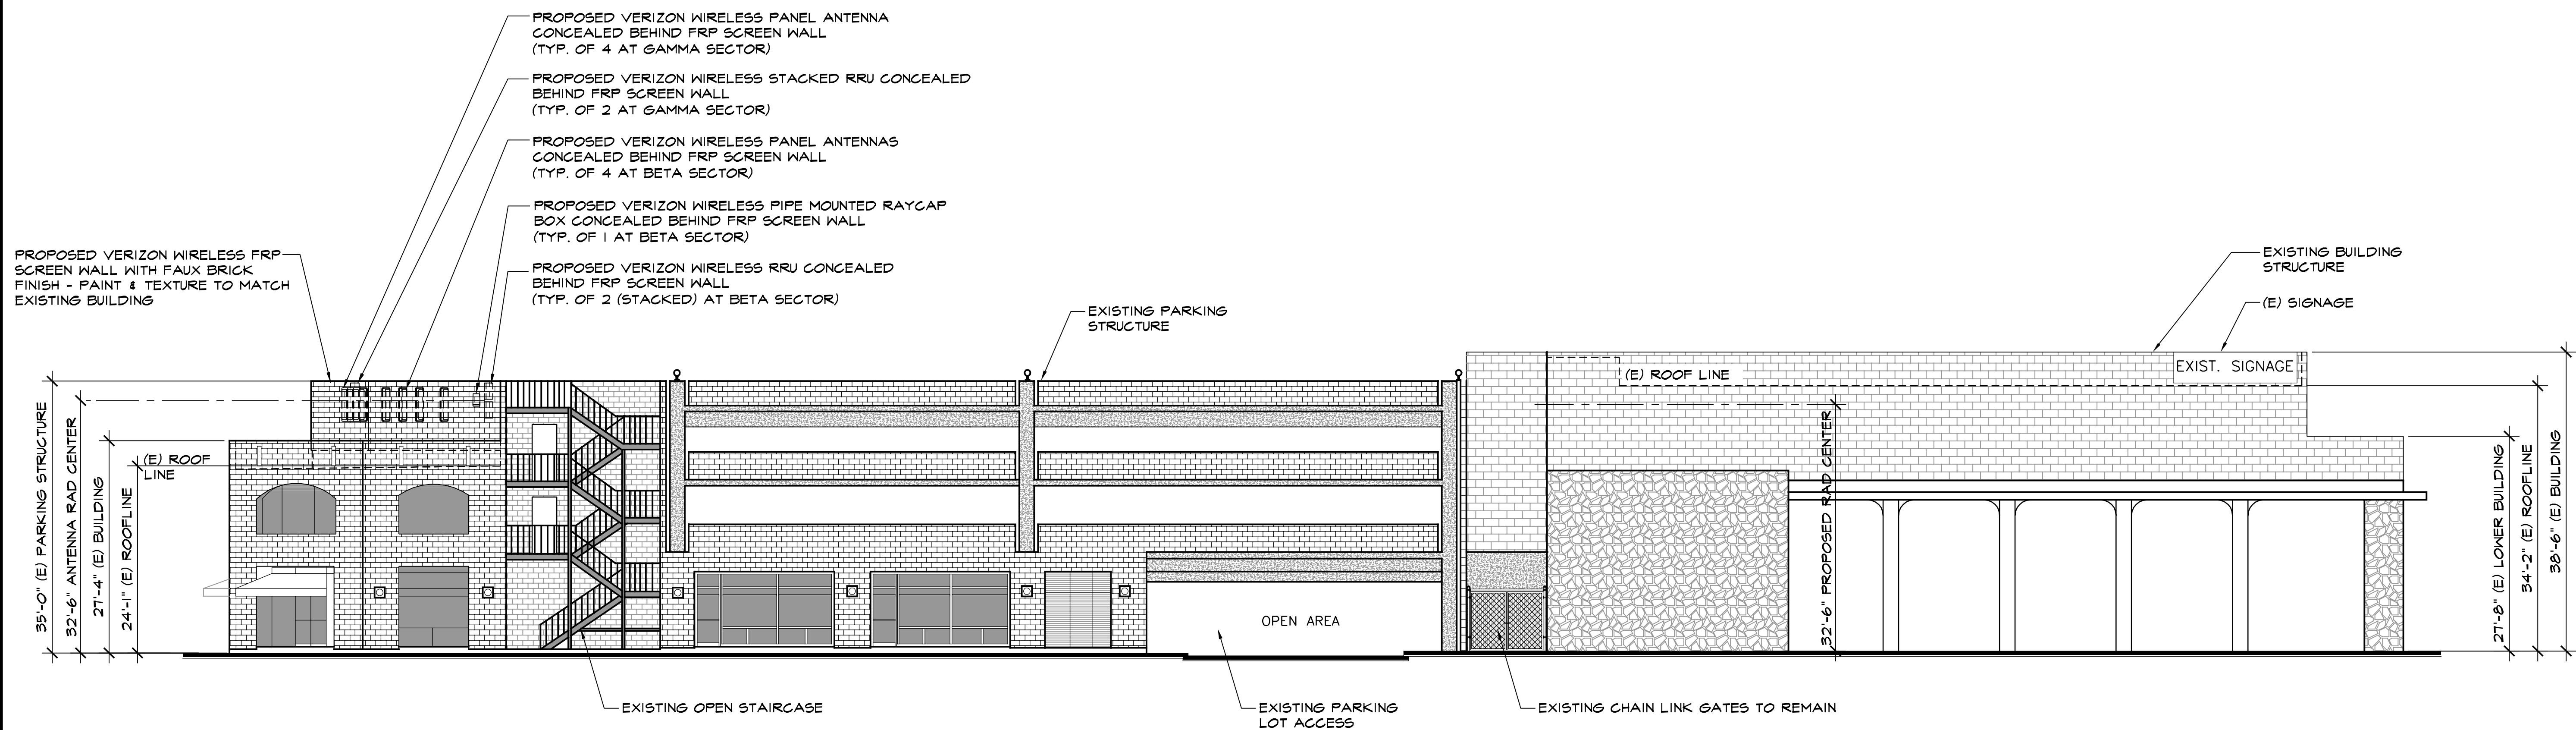 PROPOSED VERIZON WIRELESS PANEL ANTENNA
CONCEALED BEHIND FRP SCREEN WALL
(TYP. OF 4 AT GAMMA SECTOR)
PROPOSED VERIZON WIRELESS STACKED RRU CONCEALED
BEHIND FRP SCREEN WALL
(TYP. OF 2 AT GAMMA SECTOR)
PROPOSED VERIZON WIRELESS PANEL ANTENNAS
CONCEALED BEHIND FRP SCREEN WALL
(TYP. OF 4 AT BETA SECTOR)
PROPOSED VERIZON WIRELESS PIPE MOUNTED RAYCAP
BOX CONCEALED BEHIND FRP SCREEN WALL
(TYP. OF 1 AT BETA SECTOR)
PROPOSED VERIZON WIRELESS RRU CONCEALED
BEHIND FRP SCREEN WALL
(TYP. OF 2 (STACKED) AT BETA SECTOR)
PROPOSED VERIZON WIRELESS FRP
SCREEN WALL WITH FAUX BRICK
FINISH - PAINT & TEXTURE TO MATCH
EXISTING BUILDING
EXISTING PARKING
STRUCTURE
EXISTING BUILDING
STRUCTURE
(E) SIGNAGE
EXIST. SIGNAGE
(E) ROOF LINE
(E) ROOF
LINE
35'-0" (E) PARKING STRUCTURE
32'-6" ANTENNA RAD CENTER
27'-4" (E) BUILDING
24'-1" (E) ROOFLINE
32'-6" PROPOSED RAD CENTER
27'-8" (E) LOWER BUILDING
34'-2" (E) ROOFLINE
38'-6" (E) BUILDING
OPEN AREA
EXISTING OPEN STAIRCASE
EXISTING PARKING
LOT ACCESS
EXISTING CHAIN LINK GATES TO REMAIN